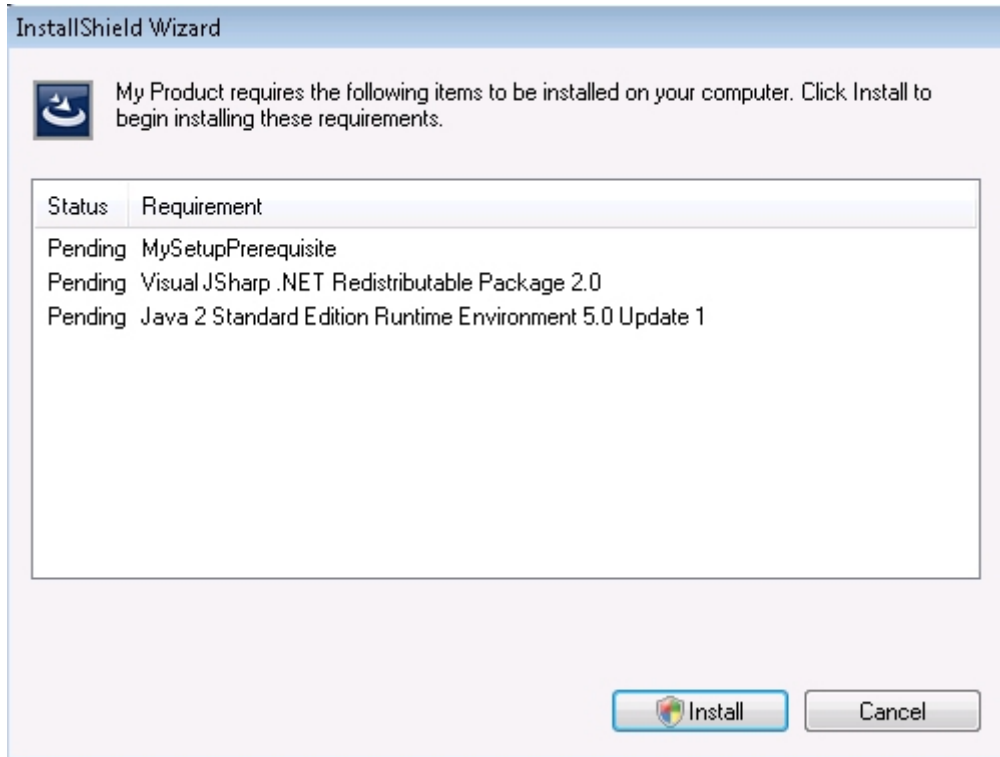 InstallShield Wizard
My Product requires the following items to be installed on your computer. Click Install to
begin installing these requirements.
Status Requirement
Pending MySetupPrerequisite
Pending Visual JSharp .NET Redistributable Package 2.0
Pending Java 2 Standard Edition Runtime Environment 5.0 Update 1
Install Cancel